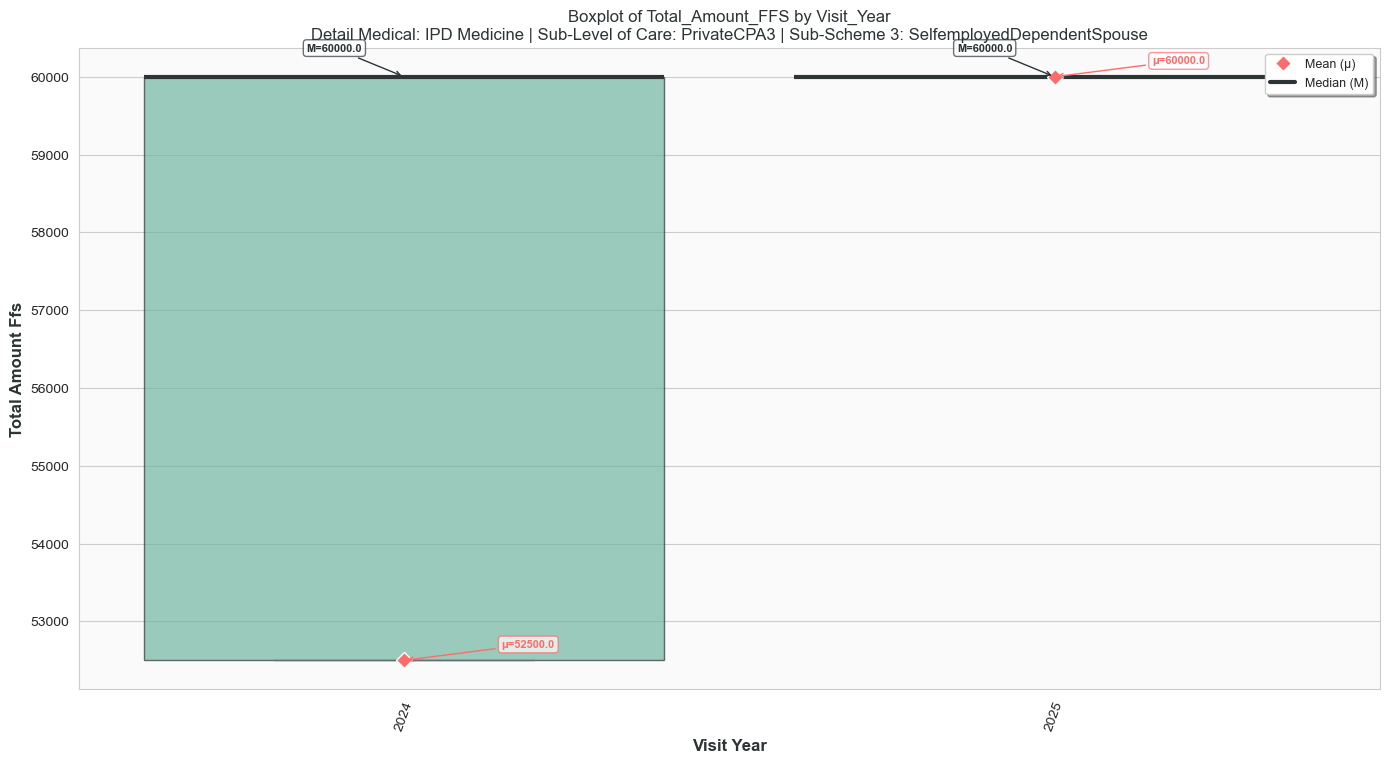 Boxplot of Total_Amount_FFS by Visit_Year
Detail Medical: IPD Medicine | Sub-Level of Care: PrivateCPA3 | Sub-Scheme 3: SelfemployedDependentSpouse
M=60000.0
M=60000.0
μ=60000.0
Mean (μ)
Median (M)
60000
59000
58000
57000
56000
55000
54000
53000
Total Amount Ffs
μ=52500.0
2024
2025
Visit Year